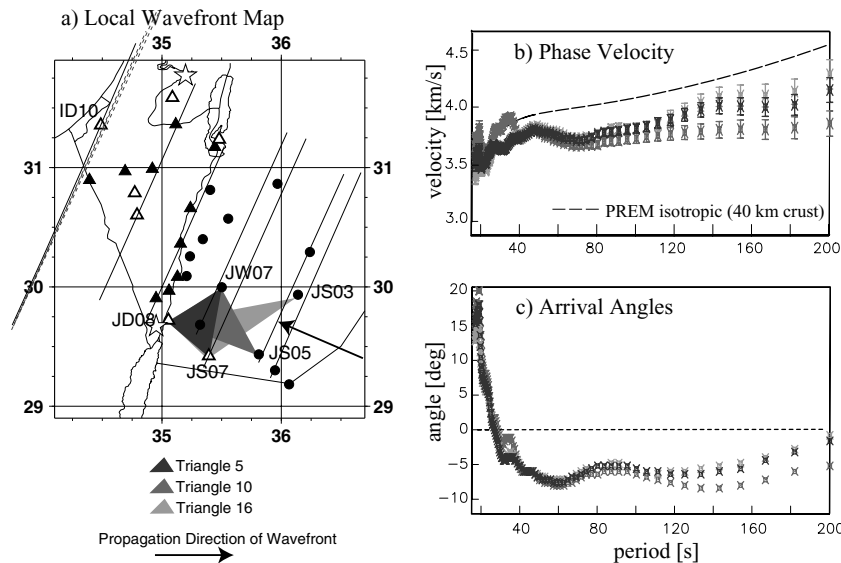 a) Local Wavefront Map
35 36
ID10
31 31
30 30
29 29
JW07
JS03
JD08
JS05
JS07
35 36
Triangle 5
Triangle 10
Triangle 16
Propagation Direction of Wavefront
b) Phase Velocity
velocity [km/s]
4.5
4.0
3.5
3.0
PREM isotropic (40 km crust)
0 40 80 120 160 200
c) Arrival Angles
angle [deg]
20
15
10
5
0
-5
-10
0 40 80 120 160 200
period [s]